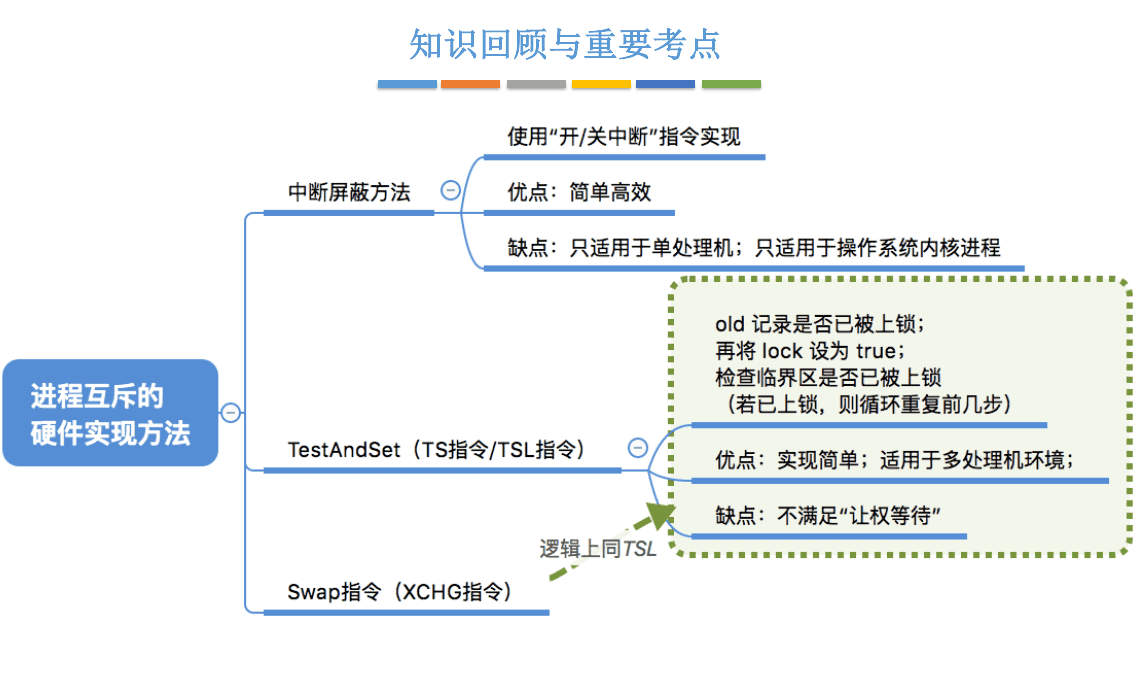 知识回顾与重要考点
使用“开/关中断”指令实现
中断屏蔽方法
优点：简单高效
缺点：只适用于单处理机；只适用于操作系统内核进程
old 记录是否已被上锁；
再将 lock 设为 true；
检查临界区是否已被上锁
（若已上锁，则循环重复前几步）
进程互斥的
硬件实现方法
TestAndSet（TS指令/TSL指令）
优点：实现简单；适用于多处理机环境；
缺点：不满足“让权等待”
逻辑上同TSL
Swap指令（XCHG指令）